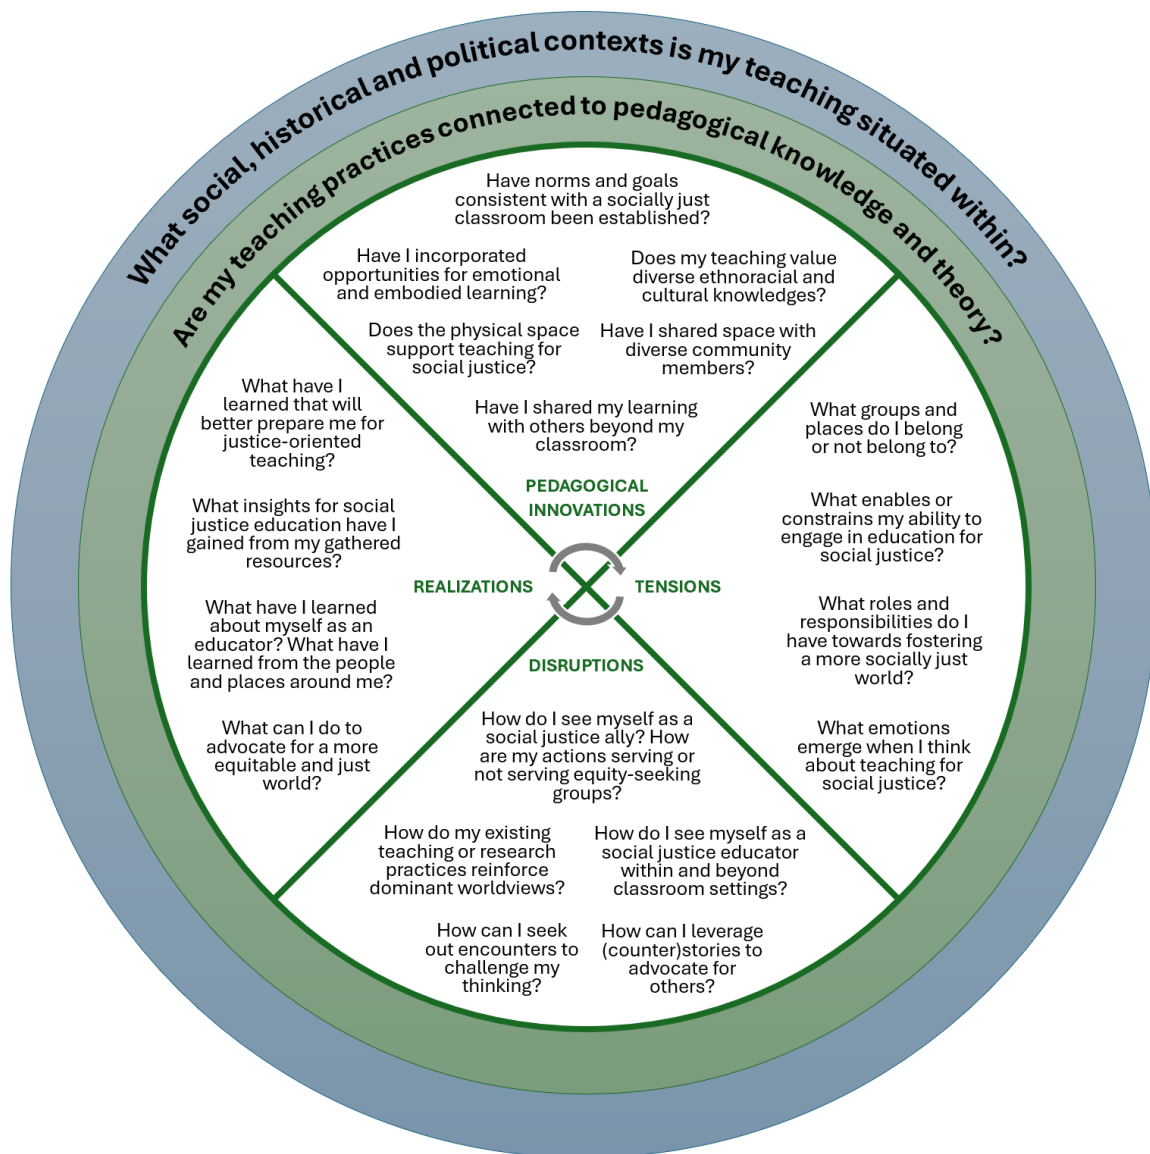 What social, historical and political contexts is my teaching situated within?
Are my teaching practices connected to pedagogical knowledge and theory?
Have norms and goals
consistent with a socially just
classroom been established?
Have I incorporated
opportunities for emotional
and embodied learning?
Does my teaching value
diverse ethnoracial and
cultural knowledges?
Does the physical space
support teaching for
social justice?
Have I shared space with
diverse community
members?
Have I shared my learning
with others beyond my
classroom?
PEDAGOGICAL
INNOVATIONS
TENSIONS
What groups and
places do I belong
or not belong to?
What enables or
constrains my ability to
engage in education for
social justice?
What roles and
responsibilities do I
have towards fostering
a more socially just
world?
What emotions
emerge when I think
about teaching for
social justice?
DISRUPTIONS
How do I see myself as a
social justice ally? How
are my actions serving or
not serving equity-seeking
groups?
How do my existing
teaching or research
practices reinforce
dominant worldviews?
How do I see myself as a
social justice educator
within and beyond
classroom settings?
How can I seek
out encounters to
challenge my
thinking?
How can I leverage
(counter)stories to
advocate for
others?
REALIZATIONS
What have I
learned that will
better prepare me for
justice-oriented
teaching?
What insights for social
justice education have I
gained from my gathered
resources?
What have I learned
about myself as an
educator? What have I
learned from the people
and places around me?
What can I do to
advocate for a more
equitable and just
world?